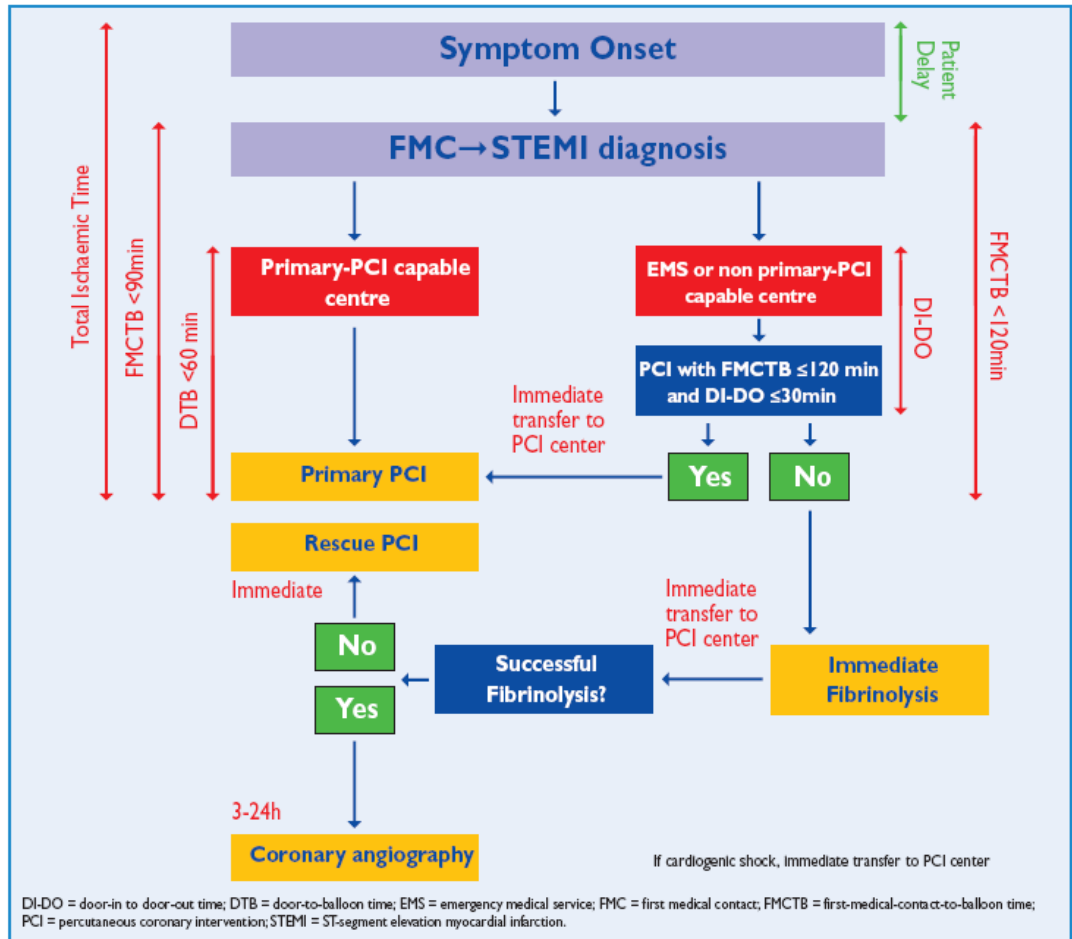 Symptom Onset
Patient
Delay
FMC→STEMI diagnosis
Total Ischaemic Time
FMCTB <90min
DTB <60 min
Primary-PCI capable
centre
EMS or non primary-PCI
capable centre
DI-DO
FMCTB <120min
PCI with FMCTB ≤120 min
and DI-DO ≤30min
Immediate
transfer to
PCI center
Primary PCI
Yes
No
Rescue PCI
Immediate
No
Yes
Successful
Fibrinolysis?
Immediate
transfer to
PCI center
Immediate
Fibrinolysis
3-24h
Coronary angiography
If cardiogenic shock, immediate transfer to PCI center
DI-DO = door-in to door-out time; DTB = door-to-balloon time; EMS = emergency medical service; FMC = first medical contact; FMCTB = first-medical-contact-to-balloon time;
PCI = percutaneous coronary intervention; STEMI = ST-segment elevation myocardial infarction.